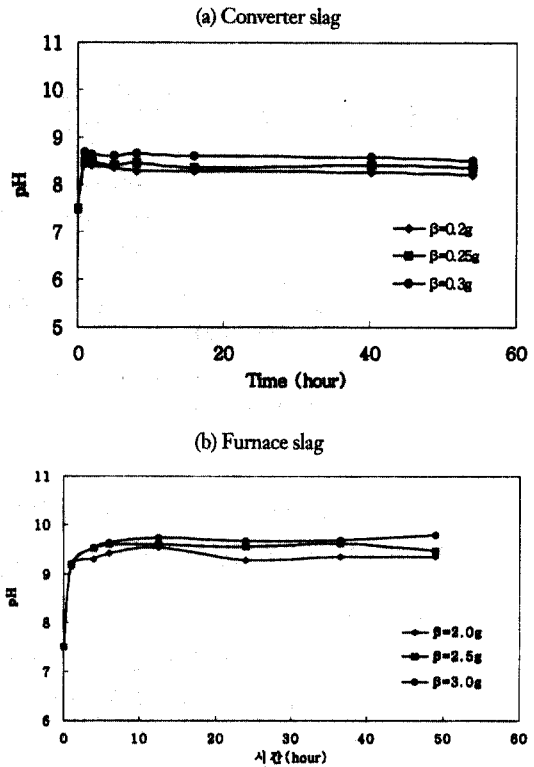 (a) Converter slag
11
10
9
8
7
6
5
pH
β=0.2g
β=0.25g
β=0.3g
0 20 40 60
Time (hour)
(b) Furnace slag
11
10
9
8
7
6
pH
β=2.0g
β=2.5g
β=3.0g
0 10 20 30 40 50 60
시간(hour)